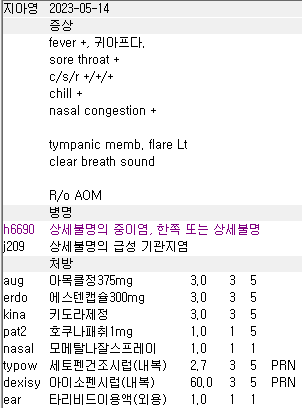 지아영 2023-05-14
증상
fever +, 귀아프다.
sore throat +
c/s/r +/+/+
chill +
nasal congestion +
tympanic memb, flare Lt
clear breath sound
R/o AOM
병명
h6690 상세불명의 중이염, 한쪽 또는 상세불명
j209 상세불명의 급성 기관지염
처방
aug 아목클정375mg 3,0 3 5
erdo 에스텐캡슐300mg 3,0 3 5
kina 키도라제정 3,0 3 5
pat2 호쿠나패취1mg 1,0 1 5
nasal 모메탈나잘스프레이 1,0 1 1
typow 세토펜건조시럽(내복) 2,7 3 5 PRN
dexisy 아이소펜시럽(내복) 60,0 3 5 PRN
ear 타리비드이용액(외용) 1,0 1 1